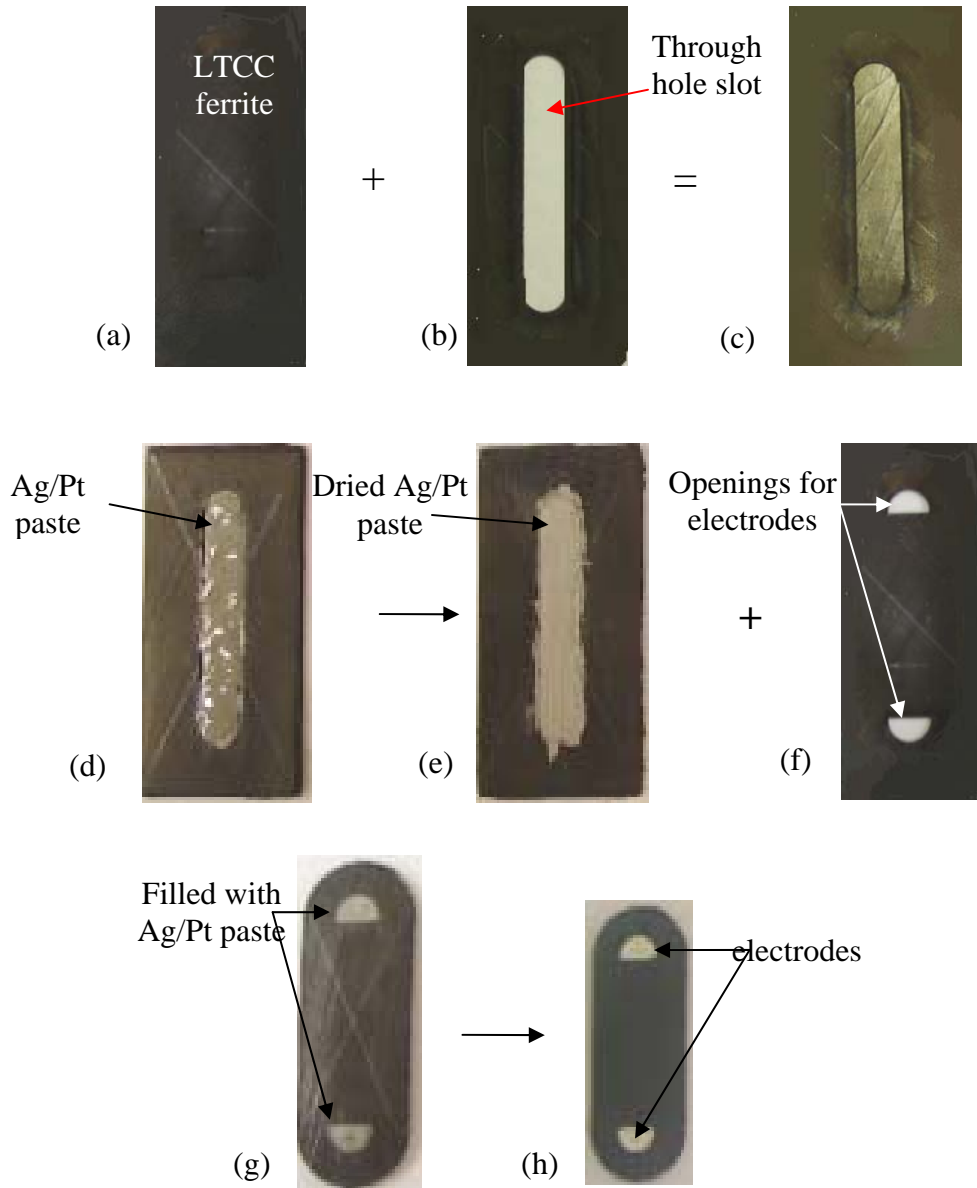 LTCC
ferrite
Through
hole slot
+
=
(a)
(b)
(c)
Ag/Pt
paste
Dried Ag/Pt
paste
Openings for
electrodes
+
(d)
(e)
(f)
Filled with
Ag/Pt paste
electrodes
(g)
(h)